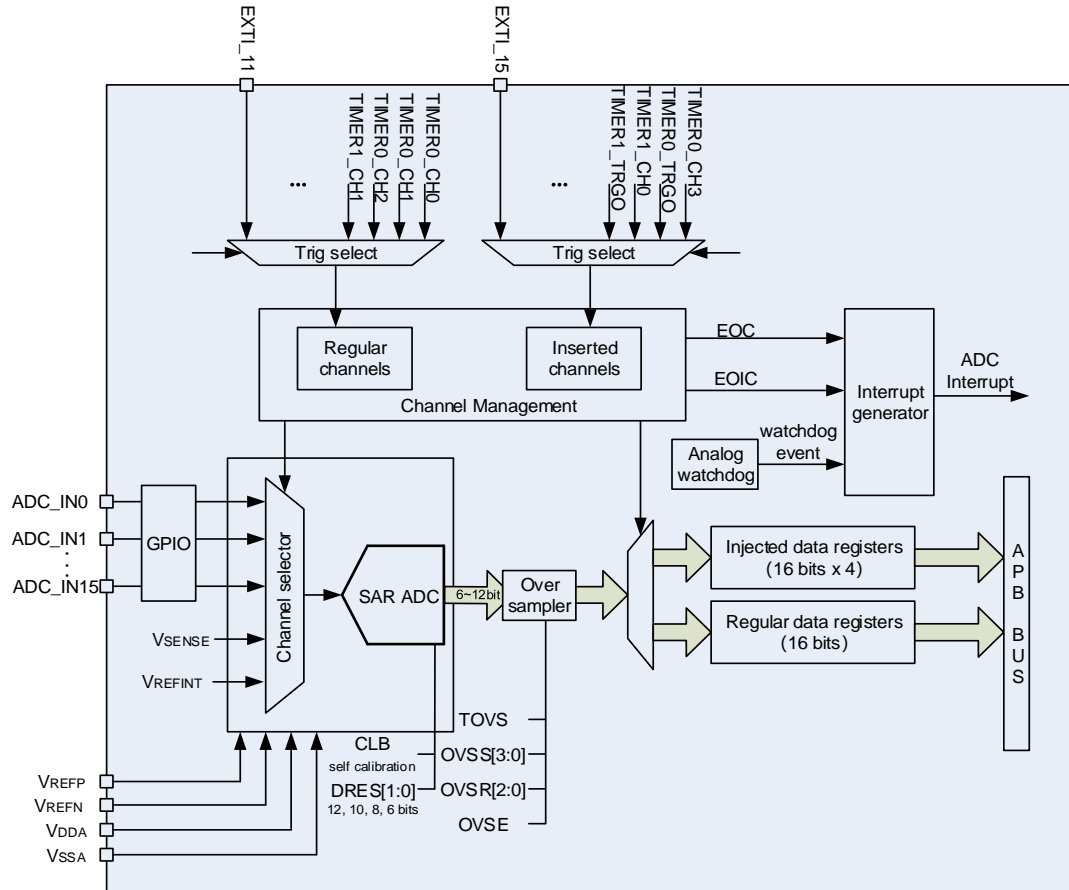 EXTI_11
EXTI_15
TIMER1_CH1
TIMER0_CH2
TIMER0_CH1
TIMER0_CH0
TIMER1_TRGO
TIMER1_CH0
TIMER0_TRGO
TIMER0_CH3
...
...
Trig select
Trig select
Regular
channels
Inserted
channels
Channel Management
EOC
EOIC
Interrupt
generator
ADC
Interrupt
Analog
watchdog
watchdog
event
ADC_IN0
ADC_IN1
ADC_IN15
GPIO
VSENSE
VREFINT
Channel selector
SAR ADC
6~12bit
Over
sampler
Injected data registers
(16 bits x 4)
Regular data registers
(16 bits)
APB BUS
TOVS
OVSS[3:0]
OVSR[2:0]
OVSE
CLB
self calibration
DRES[1:0]
12, 10, 8, 6 bits
VREFP
VREFN
VDDA
VSSA